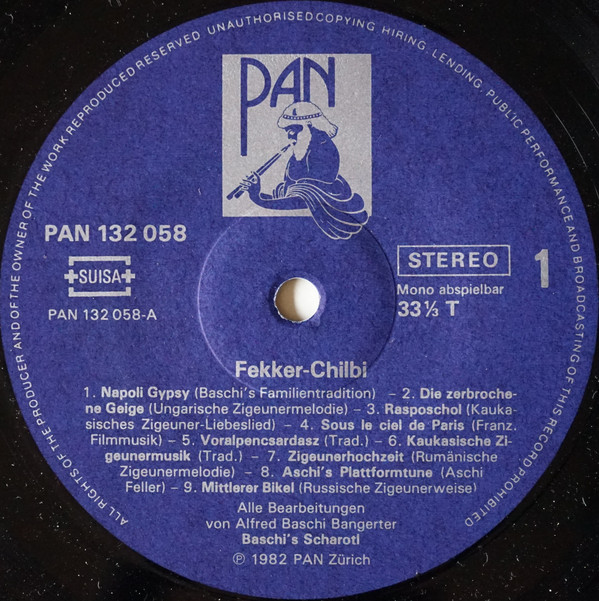 ALL RIGHTS OF THE PRODUCER AND OF THE OWNER OF THE WORK REPRODUCED RESERVED UNAUTHORISED COPYING HIRING, LENDING, PUBLIC PERFORMANCE AND BROADCASTING OF THIS RECORD PROHIBITED
PAN
PAN 132 058
SUISA
PAN 132 058-A
STEREO
1
Mono abspielbar
33⅓ T
Fekker-Chilbi
1. Napoli Gypsy (Baschi's Familientradition) – 2. Die zerbroche-
ne Geige (Ungarische Zigeunermelodie) – 3. Rasposchol (Kauka-
sisches Zigeuner-Liebeslied) – 4. Sous le ciel de Paris (Franz.
Filmmusik) – 5. Voralpencsardasz (Trad.) – 6. Kaukasische Zi-
geunermusik (Trad.) – 7. Zigeunerhochzeit (Rumänische
Zigeunermelodie) – 8. Aschi's Plattformtune (Aschi
Feller) – 9. Mittlerer Bikel (Russische Zigeunerweise)
Alle Bearbeitungen
von Alfred Baschi Bangerter
Baschi's Scharotl
℗ 1982 PAN Zürich